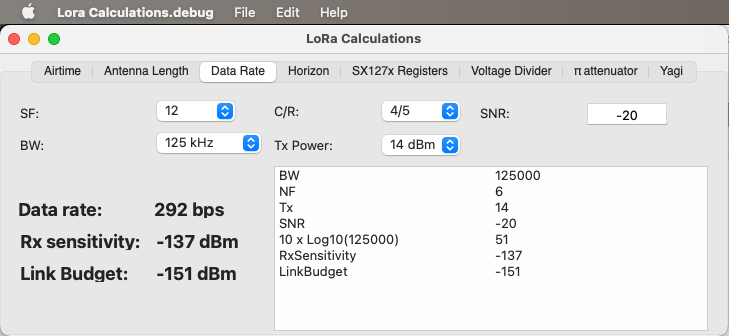 Lora Calculations.debug File Edit Help
LoRa Calculations
Airtime Antenna Length Data Rate Horizon SX127x Registers Voltage Divider π attenuator Yagi
SF: 12 C/R: 4/5 SNR: -20
BW: 125 kHz Tx Power: 14 dBm
BW 125000
NF 6
Tx 14
SNR -20
10 x Log10(125000) 51
RxSensitivity -137
LinkBudget -151
Data rate: 292 bps
Rx sensitivity: -137 dBm
Link Budget: -151 dBm